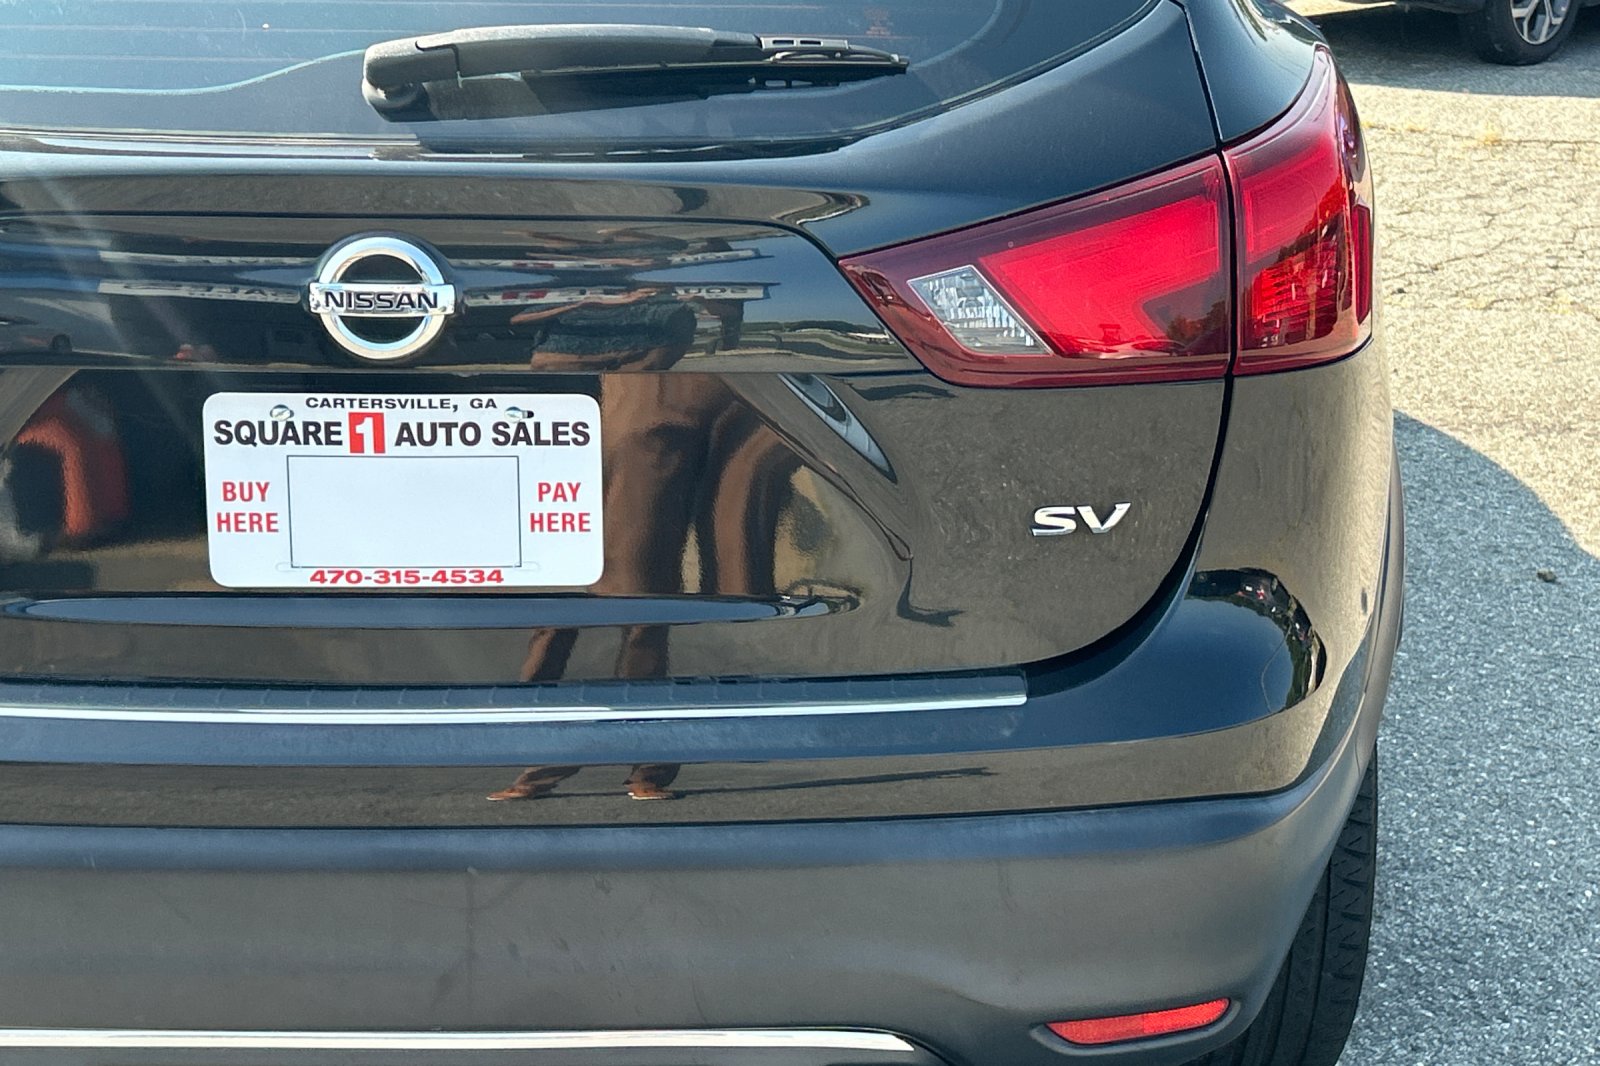 NISSAN
CARTERSVILLE, GA
SQUARE 1 AUTO SALES
BUY
HERE
PAY
HERE
470-315-4534
SV